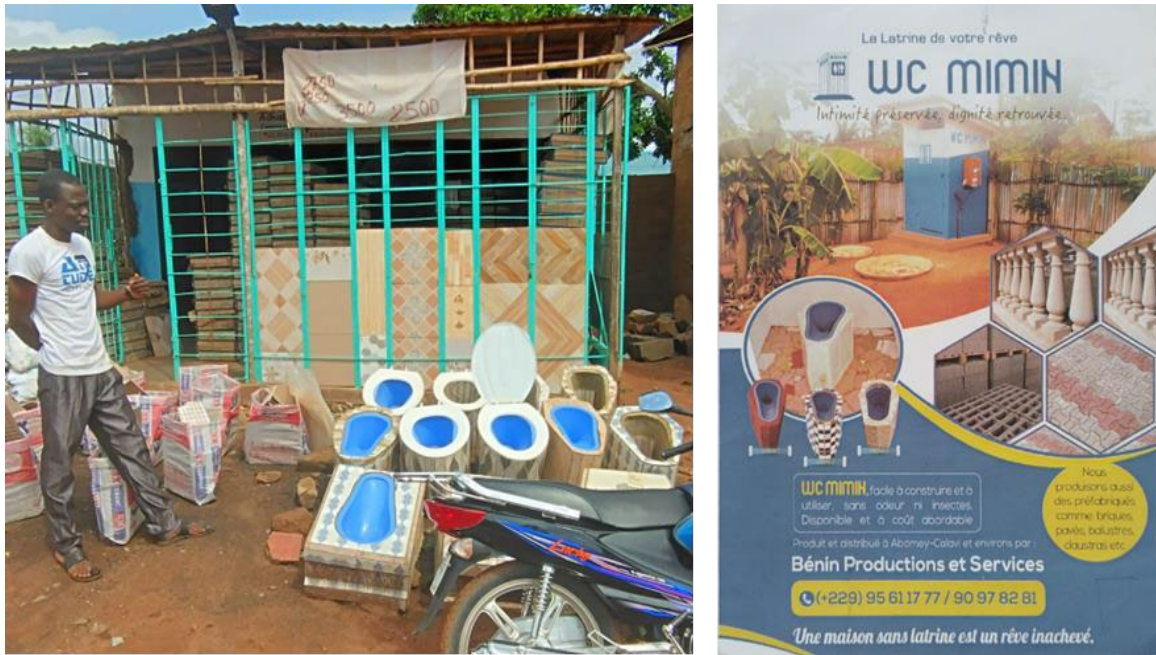 3500 2500
La Latrine de votre rêve
WC MIMIN
Intimité préservée, dignité retrouvée.
WC MIMIN
WC MIMIN, facile à construire et à
utiliser, sans odeur ni insectes.
Disponible et à coût abordable
Nous
produisons aussi
des préfabriqués
comme briques,
pavés, balustres,
claustras etc
Produit et distribué à Abomey-Calavi et environs par :
Bénin Productions et Services
(+229) 95 61 17 77 / 90 97 82 81
Une maison sans latrine est un rêve inachevé.